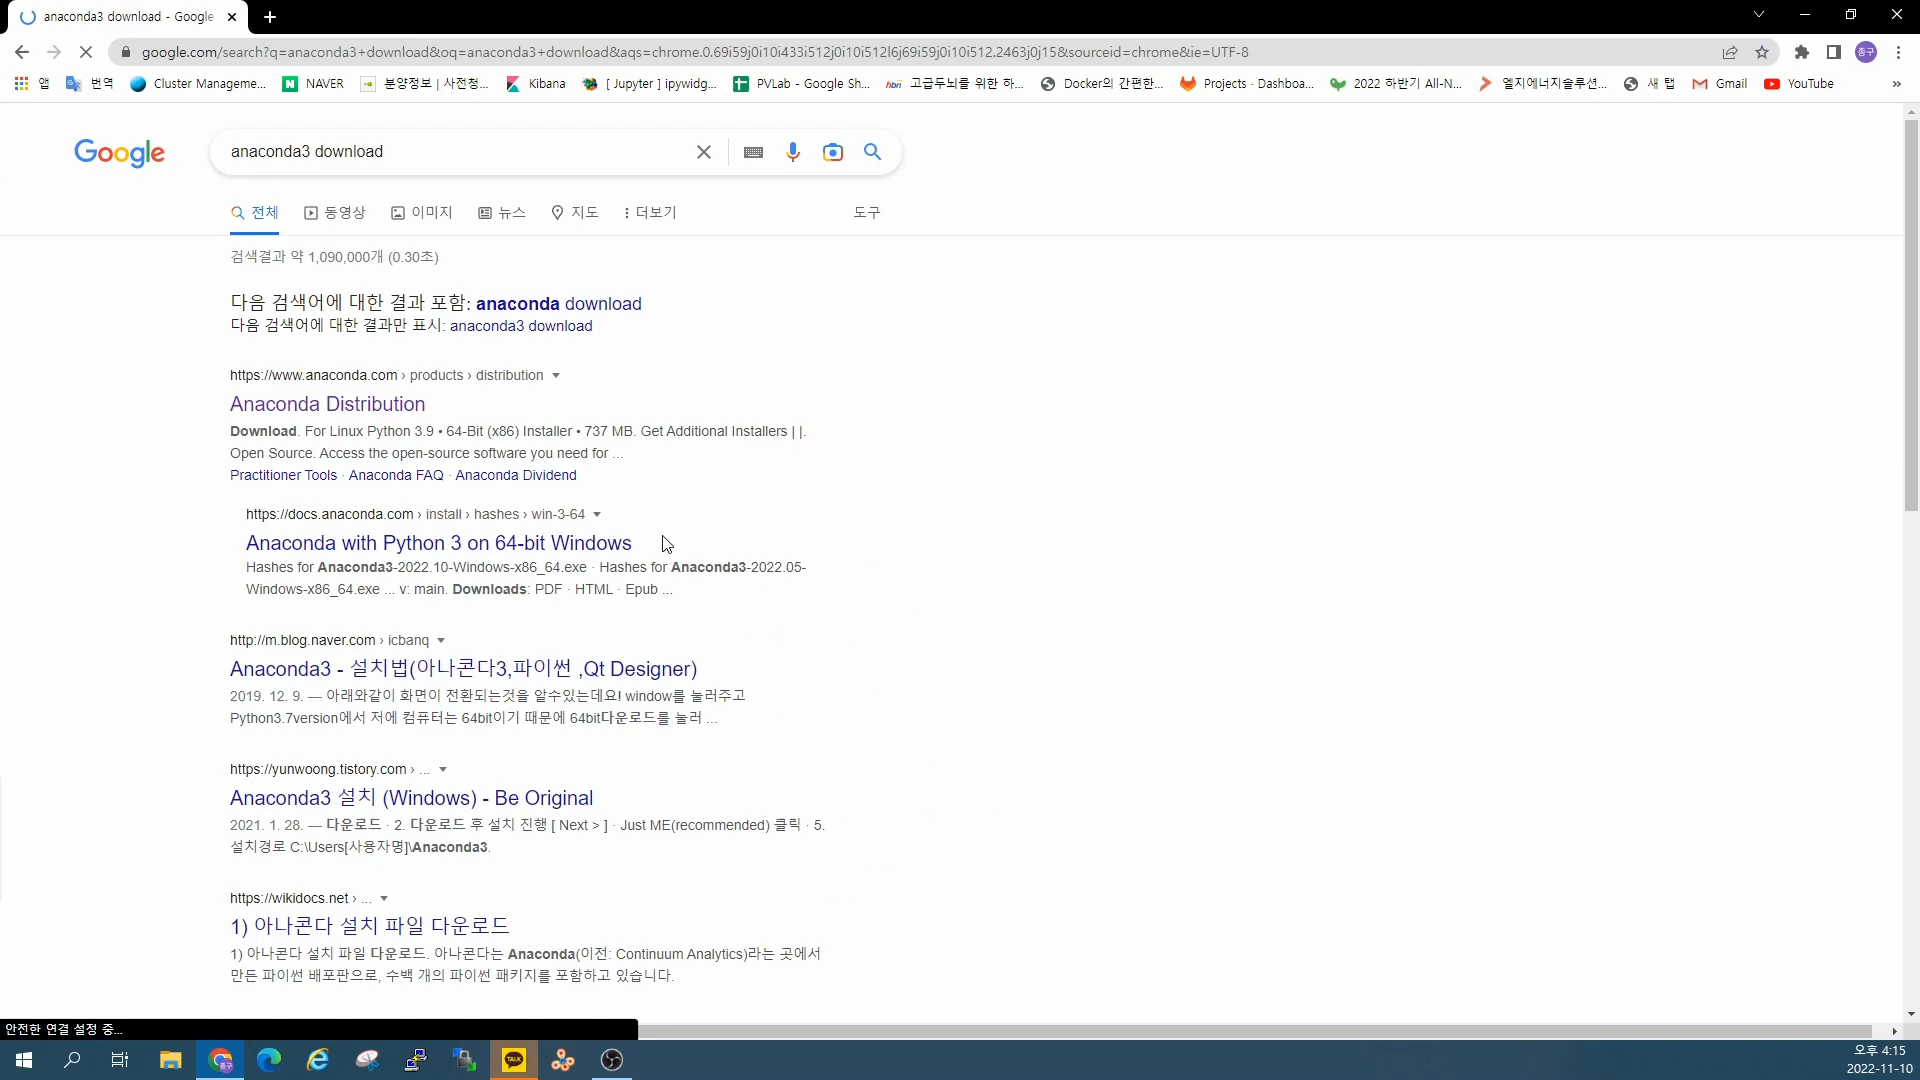 anaconda3 download - Google
google.com/search?q=anaconda3+download&oq=anaconda3+download&aqs=chrome.0.69i59j0i10i433i512j0i10i512l6j69i59j0i10i512.2463j0j15&sourceid=chrome&ie=UTF-8
종구
앱 번역 Cluster Manageme... NAVER 분양정보 | 사전청... Kibana [ Jupyter ] ipywidg... PVLab - Google Sh... 고급두뇌를 위한 하... Docker의 간편한... Projects · Dashboa... 2022 하반기 All-N... 엘지에너지솔루션... 새 탭 Gmail YouTube »
Google
anaconda3 download
전체 동영상 이미지 뉴스 지도 더보기 도구
검색결과 약 1,090,000개 (0.30초)
다음 검색어에 대한 결과 포함: anaconda download
다음 검색어에 대한 결과만 표시: anaconda3 download
https://www.anaconda.com › products › distribution
Anaconda Distribution
Download. For Linux Python 3.9 • 64-Bit (x86) Installer • 737 MB. Get Additional Installers | |.
Open Source. Access the open-source software you need for ...
Practitioner Tools · Anaconda FAQ · Anaconda Dividend
https://docs.anaconda.com › install › hashes › win-3-64
Anaconda with Python 3 on 64-bit Windows
Hashes for Anaconda3-2022.10-Windows-x86_64.exe · Hashes for Anaconda3-2022.05-
Windows-x86_64.exe ... v: main. Downloads: PDF · HTML · Epub ...
http://m.blog.naver.com › icbanq
Anaconda3 - 설치법(아나콘다3,파이썬 ,Qt Designer)
2019. 12. 9. — 아래와같이 화면이 전환되는것을 알수있는데요! window를 눌러주고
Python3.7version에서 저에 컴퓨터는 64bit이기 때문에 64bit다운로드를 눌러 ...
https://yunwoong.tistory.com › ...
Anaconda3 설치 (Windows) - Be Original
2021. 1. 28. — 다운로드 · 2. 다운로드 후 설치 진행 [ Next > ] · Just ME(recommended) 클릭 · 5.
설치경로 C:\Users[사용자명]\Anaconda3.
https://wikidocs.net › ...
1) 아나콘다 설치 파일 다운로드
1) 아나콘다 설치 파일 다운로드. 아나콘다는 Anaconda(이전: Continuum Analytics)라는 곳에서
만든 파이썬 배포판으로, 수백 개의 파이썬 패키지를 포함하고 있습니다.
안전한 연결 설정 중...
TALK
오후 4:15
2022-11-10